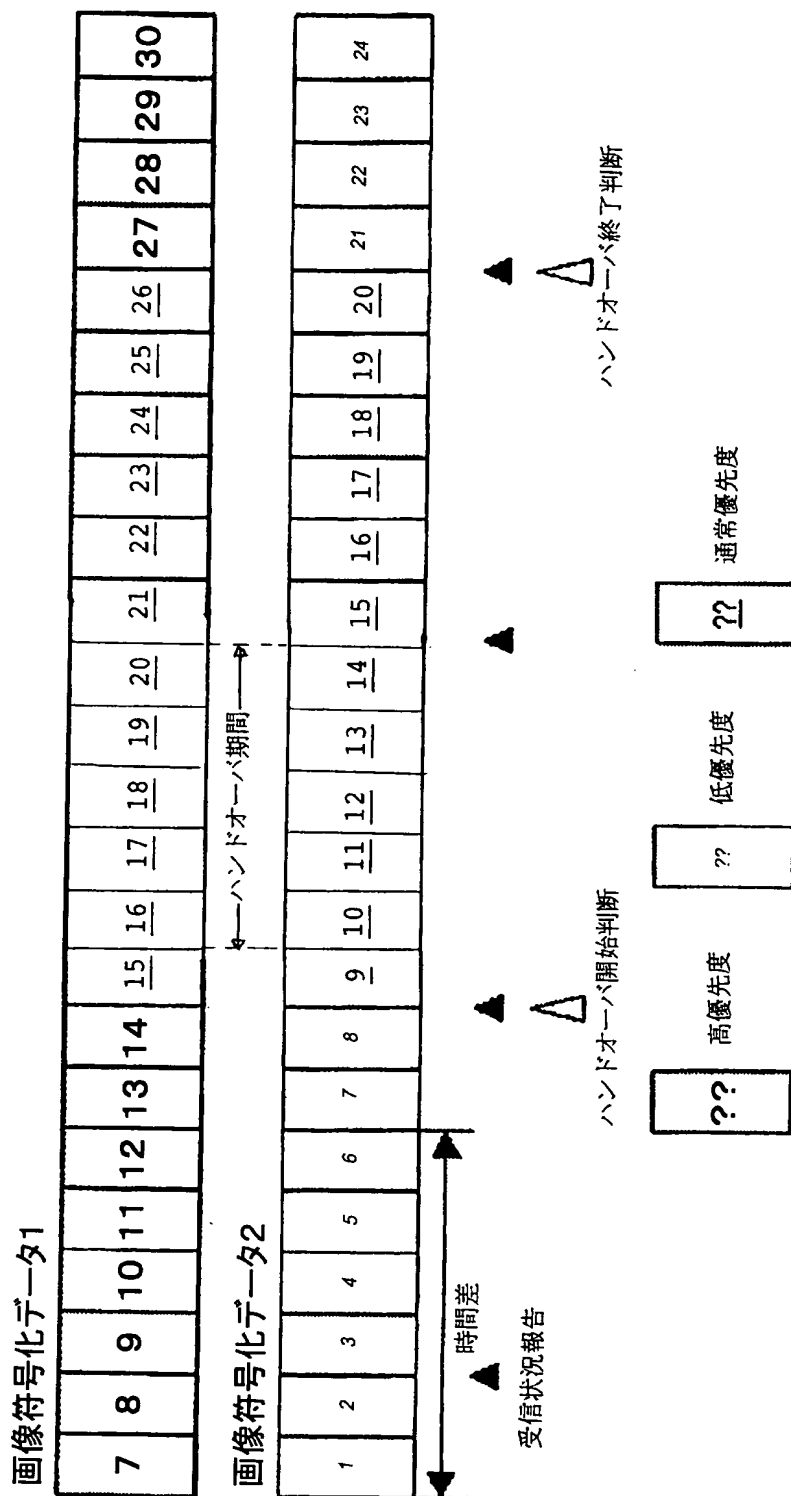 画像符号化データ1
7 8 9 10 11 12 13 14 15 16 17 18 19 20 21 22 23 24 25 26 27 28 29 30
ハンドオーバ期間
画像符号化データ2
1 2 3 4 5 6 7 8 9 10 11 12 13 14 15 16 17 18 19 20 21 22 23 24
時間差
受信状況報告
ハンドオーバ開始判断
ハンドオーバ終了判断
?? 高優先度
?? 低優先度
?? 通常優先度